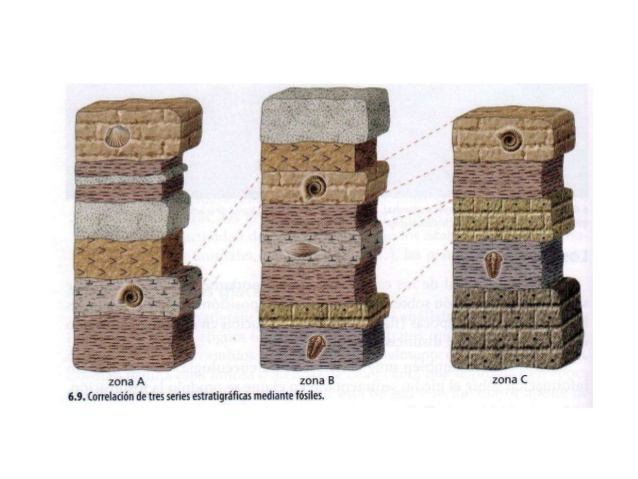 zona A
zona B
zona C
6.9. Correlación de tres series estratigráficas mediante fósiles.